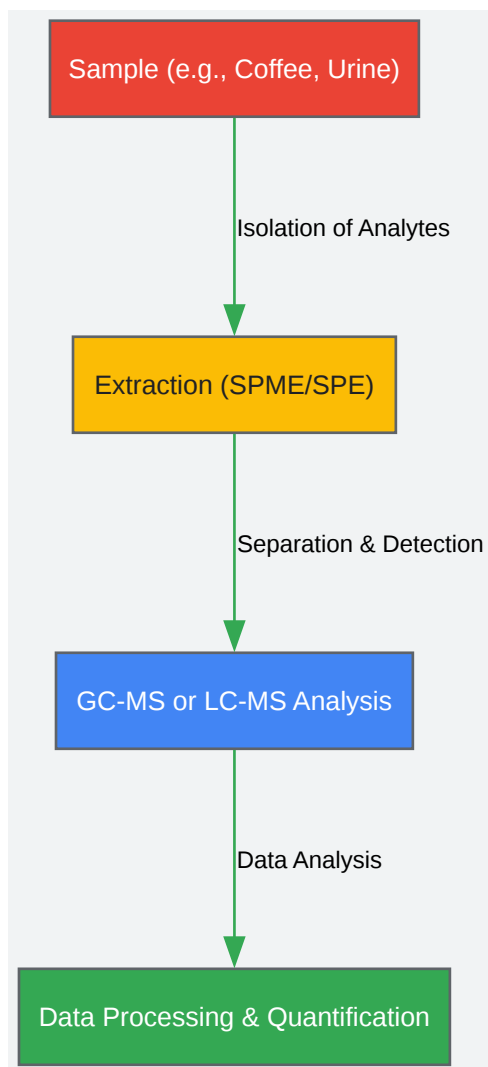 Sample (e.g., Coffee, Urine)
Isolation of Analytes
Extraction (SPME/SPE)
Separation & Detection
GC-MS or LC-MS Analysis
Data Analysis
Data Processing & Quantification